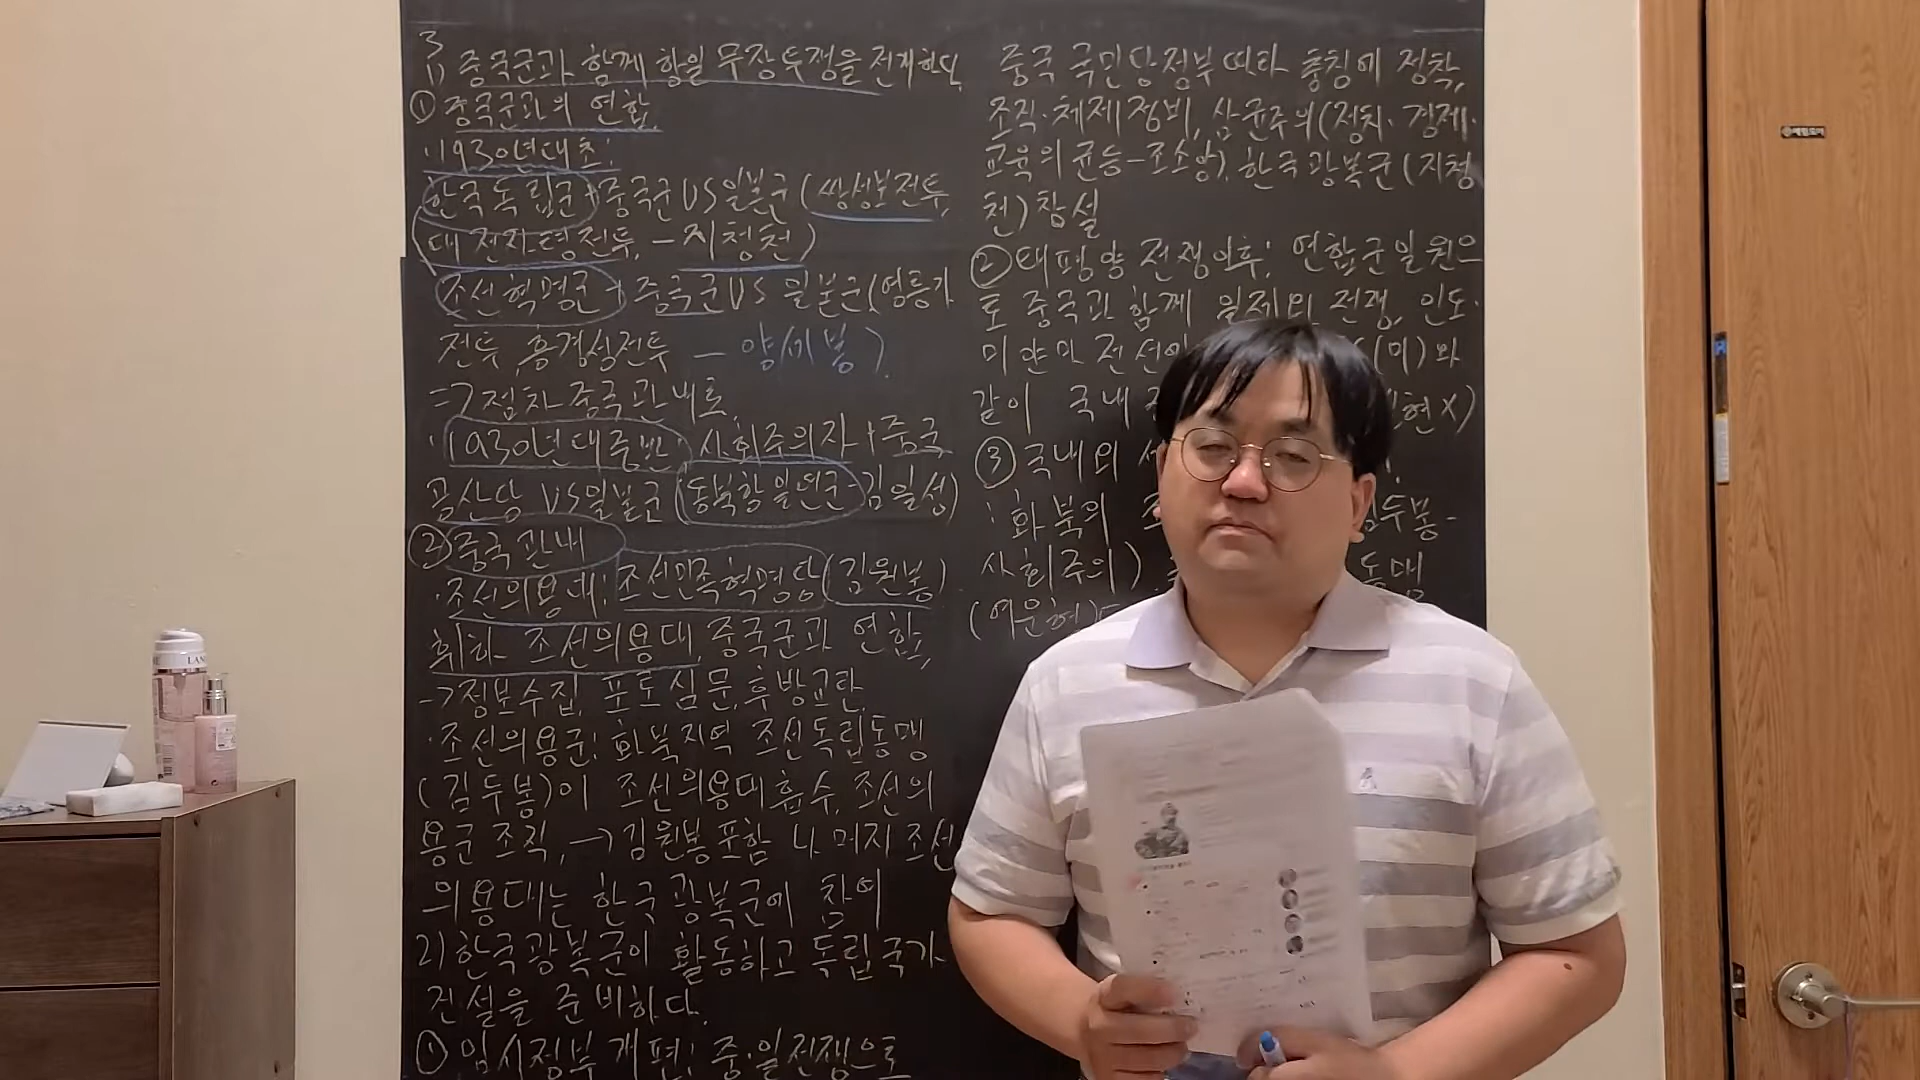 3
1) 중국군과 함께 항일 무장투쟁을 전개하다.
① 중국군과의 연합.
·1930년대초:
한국독립군+중국군 VS 일본군 (쌍성보전투,
대전자령전투, - 지청천)
조선혁명군+중국군 VS 일본군(영릉가
전투, 흥경성전투 - 양세봉).
=> 점차 중국 관내로.
·1930년대중반: 사회주의자+중국
공산당 VS 일본군 (동북항일연군-김일성)
② 중국 관내
·조선의용대: 조선민족혁명당(김원봉)
휘하 조선의용대, 중국군과 연합,
→정보수집, 포로심문, 후방교란.
·조선의용군: 화북지역 조선독립동맹
(김두봉)이 조선의용대 흡수, 조선의
용군 조직, → 김원봉 포함 나머지 조선
의용대는 한국 광복군에 참여
2) 한국광복군이 활동하고 독립국가
건설을 준비하다.
① 임시정부 개편: 중·일전쟁으로
중국 국민당정부 따라 충칭에 정착,
조직·체제정비, 삼균주의(정치·경제·
교육의 균등-조소앙), 한국광복군(지청
천) 창설
② 태평양 전쟁이후: 연합군 일원으
로 중국과 함께 일제와 전쟁, 인도·
미얀마 전선에 (미)와
같이 국내 현X)
③ 국내외
: 화북의 김두봉-
사회주의) 동맹
(여운형)